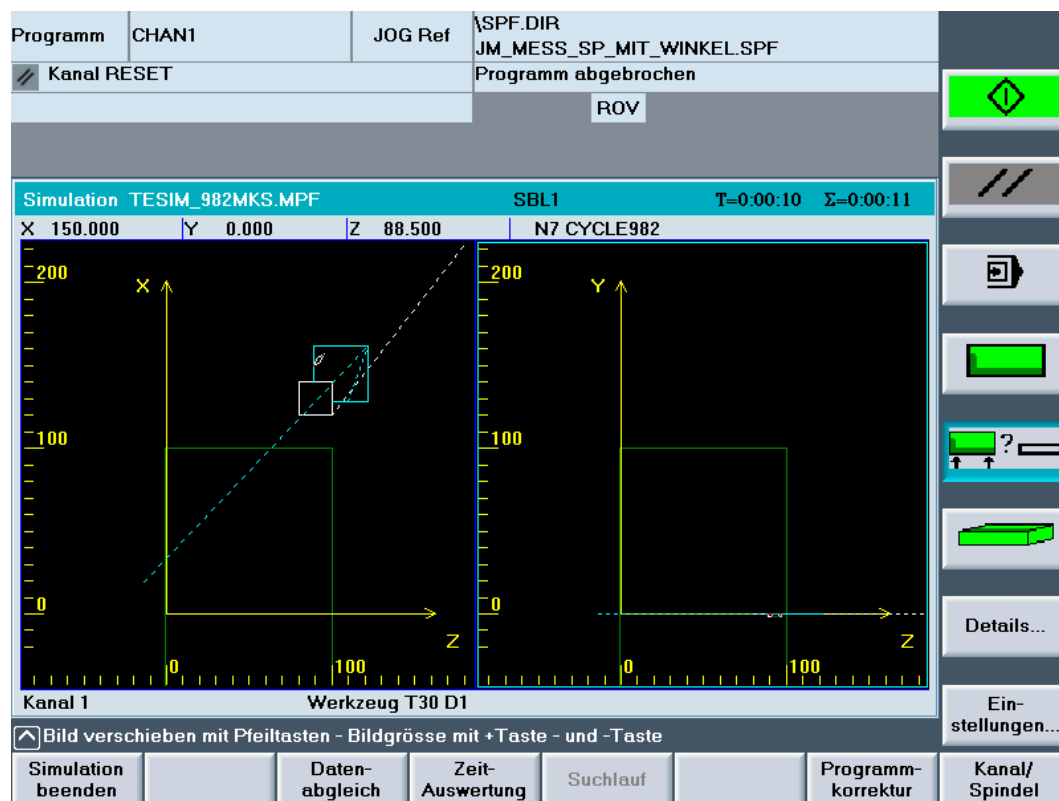 Programm CHAN1 JOG Ref \SPF.DIR
JM_MESS_SP_MIT_WINKEL.SPF
Kanal RESET Programm abgebrochen
ROV
Simulation TESIM_982MKS.MPF SBL1 T=0:00:10 Σ=0:00:11
X 150.000 Y 0.000 Z 88.500 N7 CYCLE982
200 X
100
0
Z
0 100
200 Y
100
0
Z
0 100
Kanal 1 Werkzeug T30 D1
Bild verschieben mit Pfeiltasten - Bildgrösse mit +Taste - und -Taste
?
Details...
Ein-
stellungen...
Simulation
beenden
Daten-
abgleich
Zeit-
Auswertung
Suchlauf
Programm-
korrektur
Kanal/
Spindel